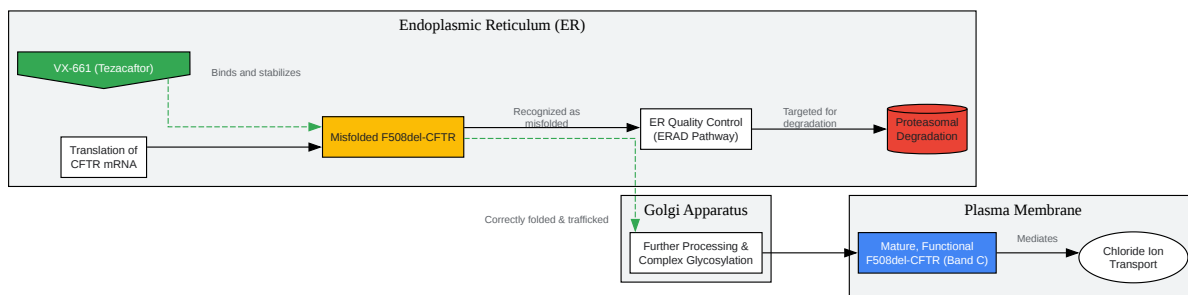 Endoplasmic Reticulum (ER)
VX-661 (Tezacaftor)
Binds and stabilizes
Translation of
CFTR mRNA
Misfolded F508del-CFTR
Recognized as
misfolded
ER Quality Control
(ERAD Pathway)
Targeted for
degradation
Proteasomal
Degradation
Correctly folded & trafficked
Golgi Apparatus
Further Processing &
Complex Glycosylation
Plasma Membrane
Mature, Functional
F508del-CFTR (Band C)
Mediates
Chloride Ion
Transport